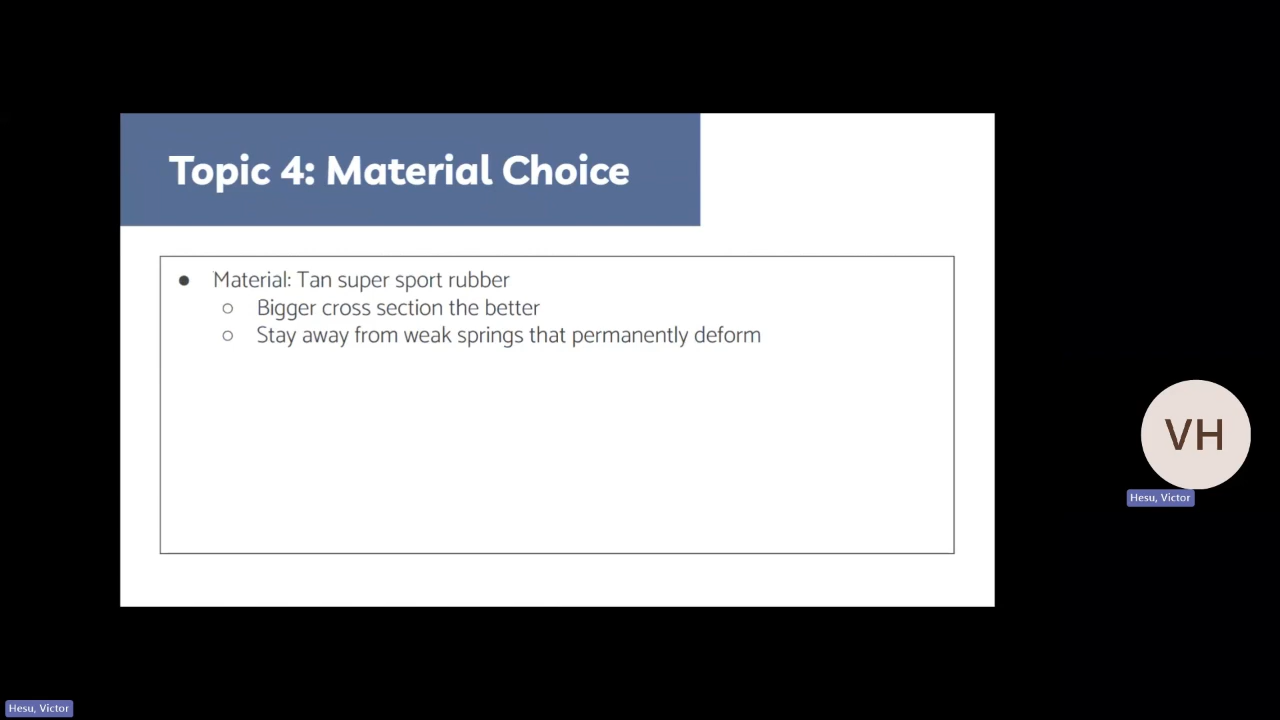 Topic 4: Material Choice
● Material: Tan super sport rubber
○ Bigger cross section the better
○ Stay away from weak springs that permanently deform
VH
Hesu, Victor
Hesu, Victor